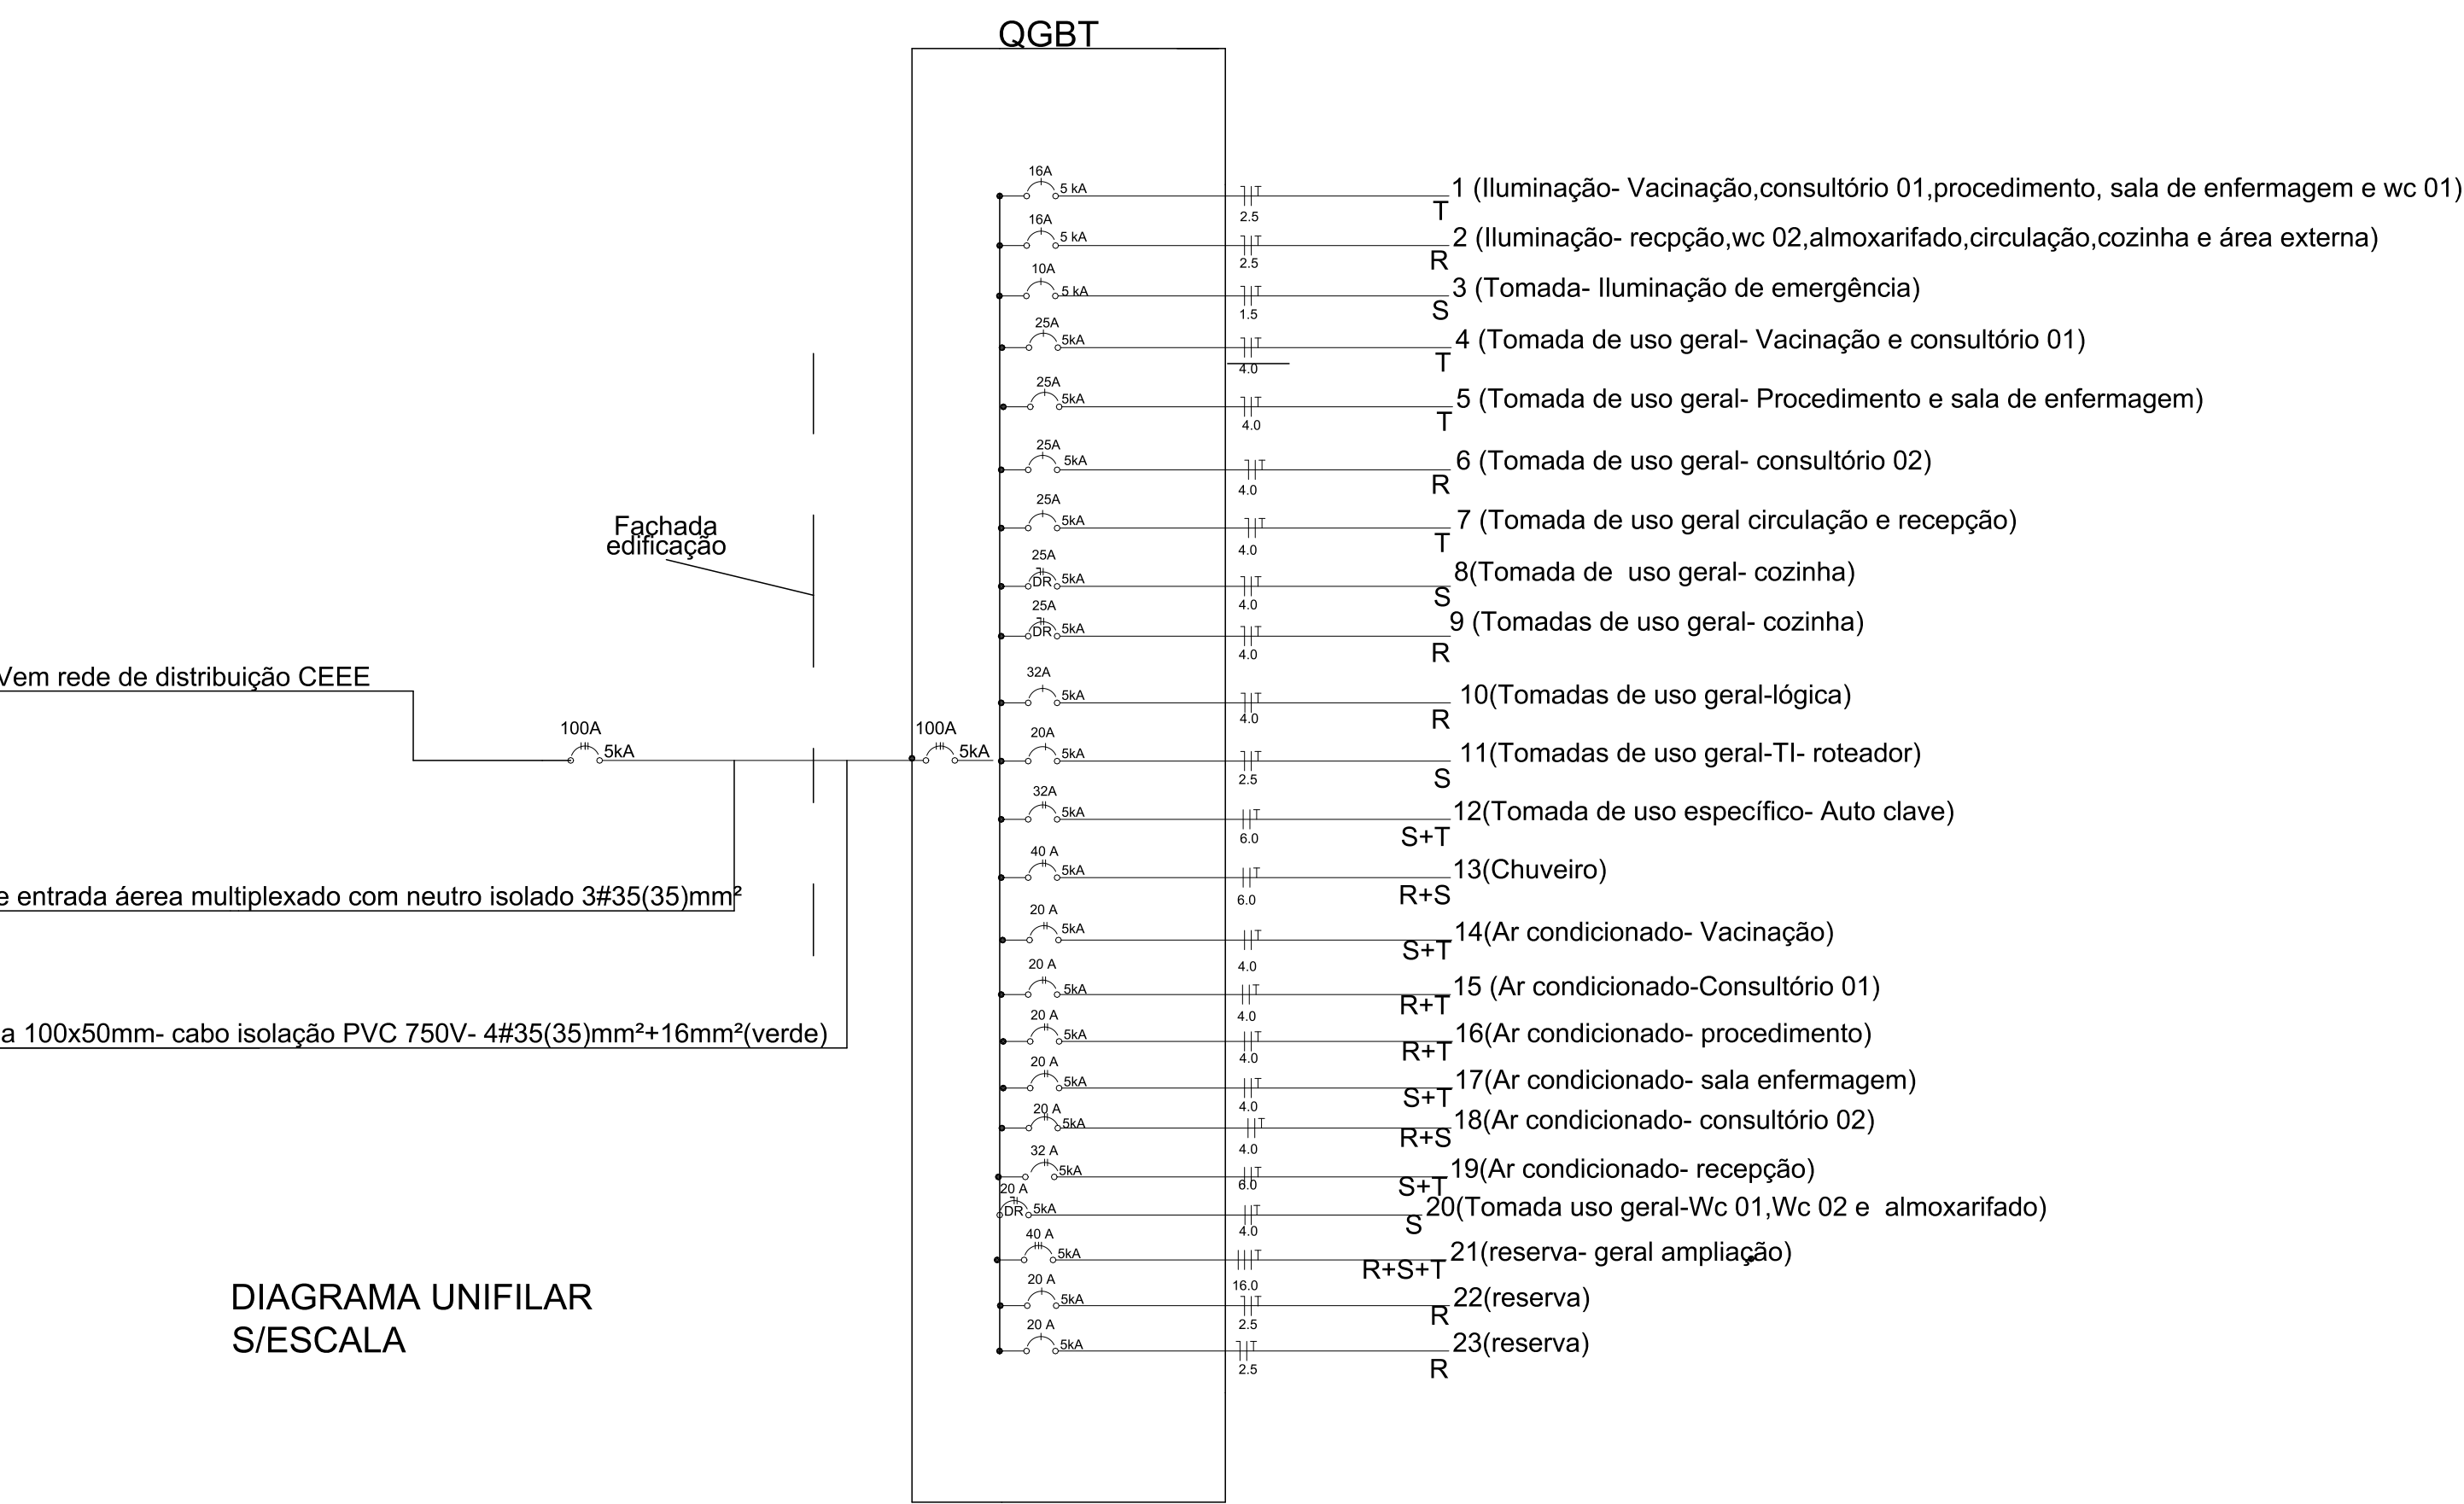 QGBT
16A
5 kA
T
2.5
1 (Iluminação- Vacinação,consultório 01,procedimento, sala de enfermagem e wc 01)
T
16A
5 kA
T
2.5
2 (Iluminação- recpção,wc 02,almoxarifado,circulação,cozinha e área externa)
R
10A
5 kA
T
1.5
3 (Tomada- Iluminação de emergência)
S
25A
5kA
T
4.0
4 (Tomada de uso geral- Vacinação e consultório 01)
T
25A
5kA
T
4.0
5 (Tomada de uso geral- Procedimento e sala de enfermagem)
T
25A
5kA
T
4.0
6 (Tomada de uso geral- consultório 02)
R
25A
5kA
T
4.0
7 (Tomada de uso geral circulação e recepção)
T
25A
DR
5kA
T
4.0
8(Tomada de  uso geral- cozinha)
S
25A
DR
5kA
T
4.0
9 (Tomadas de uso geral- cozinha)
R
32A
5kA
T
4.0
10(Tomadas de uso geral-lógica)
R
20A
5kA
T
2.5
11(Tomadas de uso geral-TI- roteador)
S
32A
5kA
T
6.0
12(Tomada de uso específico- Auto clave)
S+T
40 A
5kA
T
6.0
13(Chuveiro)
R+S
20 A
5kA
T
4.0
14(Ar condicionado- Vacinação)
S+T
20 A
5kA
T
4.0
15 (Ar condicionado-Consultório 01)
R+T
20 A
5kA
T
4.0
16(Ar condicionado- procedimento)
R+T
20 A
5kA
T
4.0
17(Ar condicionado- sala enfermagem)
S+T
20 A
5kA
T
4.0
18(Ar condicionado- consultório 02)
R+S
32 A
5kA
T
6.0
19(Ar condicionado- recepção)
S+T
20 A
DR
5kA
T
4.0
20(Tomada uso geral-Wc 01,Wc 02 e  almoxarifado)
S
40 A
5kA
T
16.0
21(reserva- geral ampliação)
R+S+T
20 A
5kA
T
2.5
22(reserva)
R
20 A
5kA
T
2.5
23(reserva)
R
Fachada
edificação
Vem rede de distribuição CEEE
100A
5kA
100A
5kA
e entrada áerea multiplexado com neutro isolado 3#35(35)mm²
a 100x50mm- cabo isolação PVC 750V- 4#35(35)mm²+16mm²(verde)
DIAGRAMA UNIFILAR
S/ESCALA